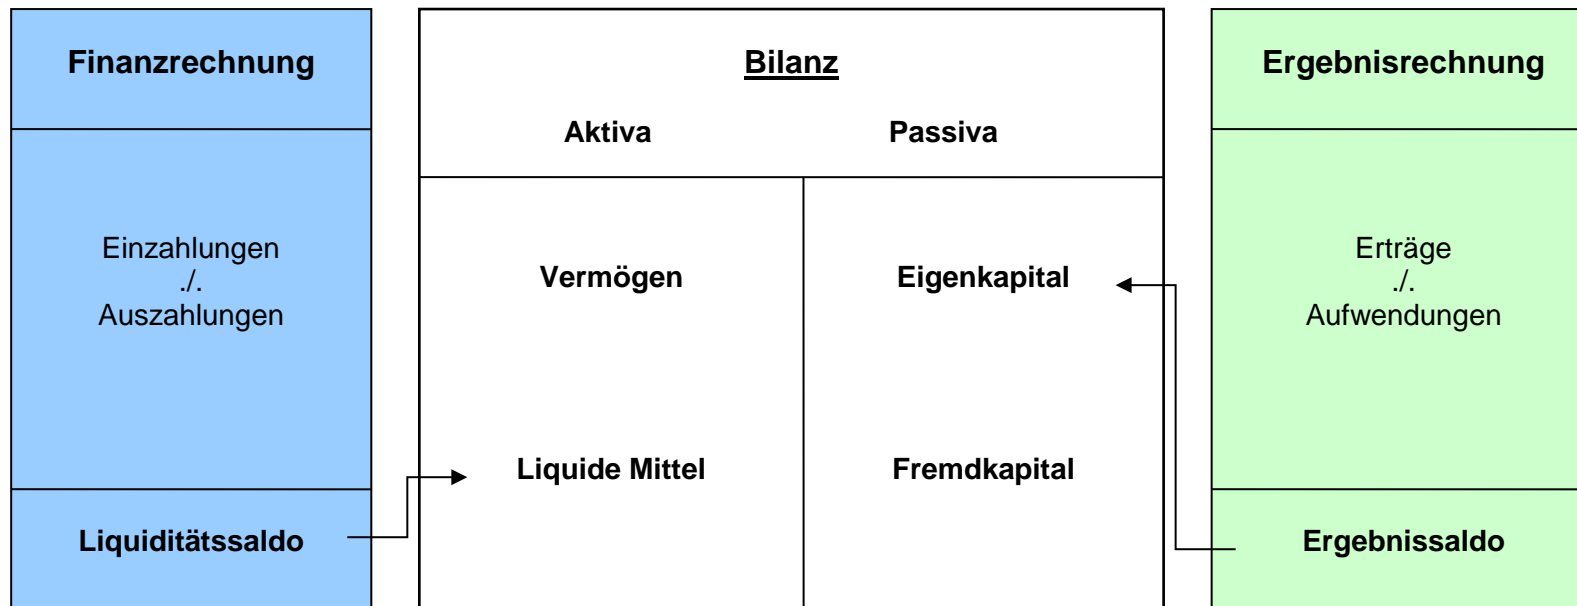 Finanzrechnung
Einzahlungen
./.
Auszahlungen
Liquiditätssaldo
Bilanz
Aktiva Passiva
Vermögen Eigenkapital
Liquide Mittel Fremdkapital
Ergebnisrechnung
Erträge
./.
Aufwendungen
Ergebnissaldo